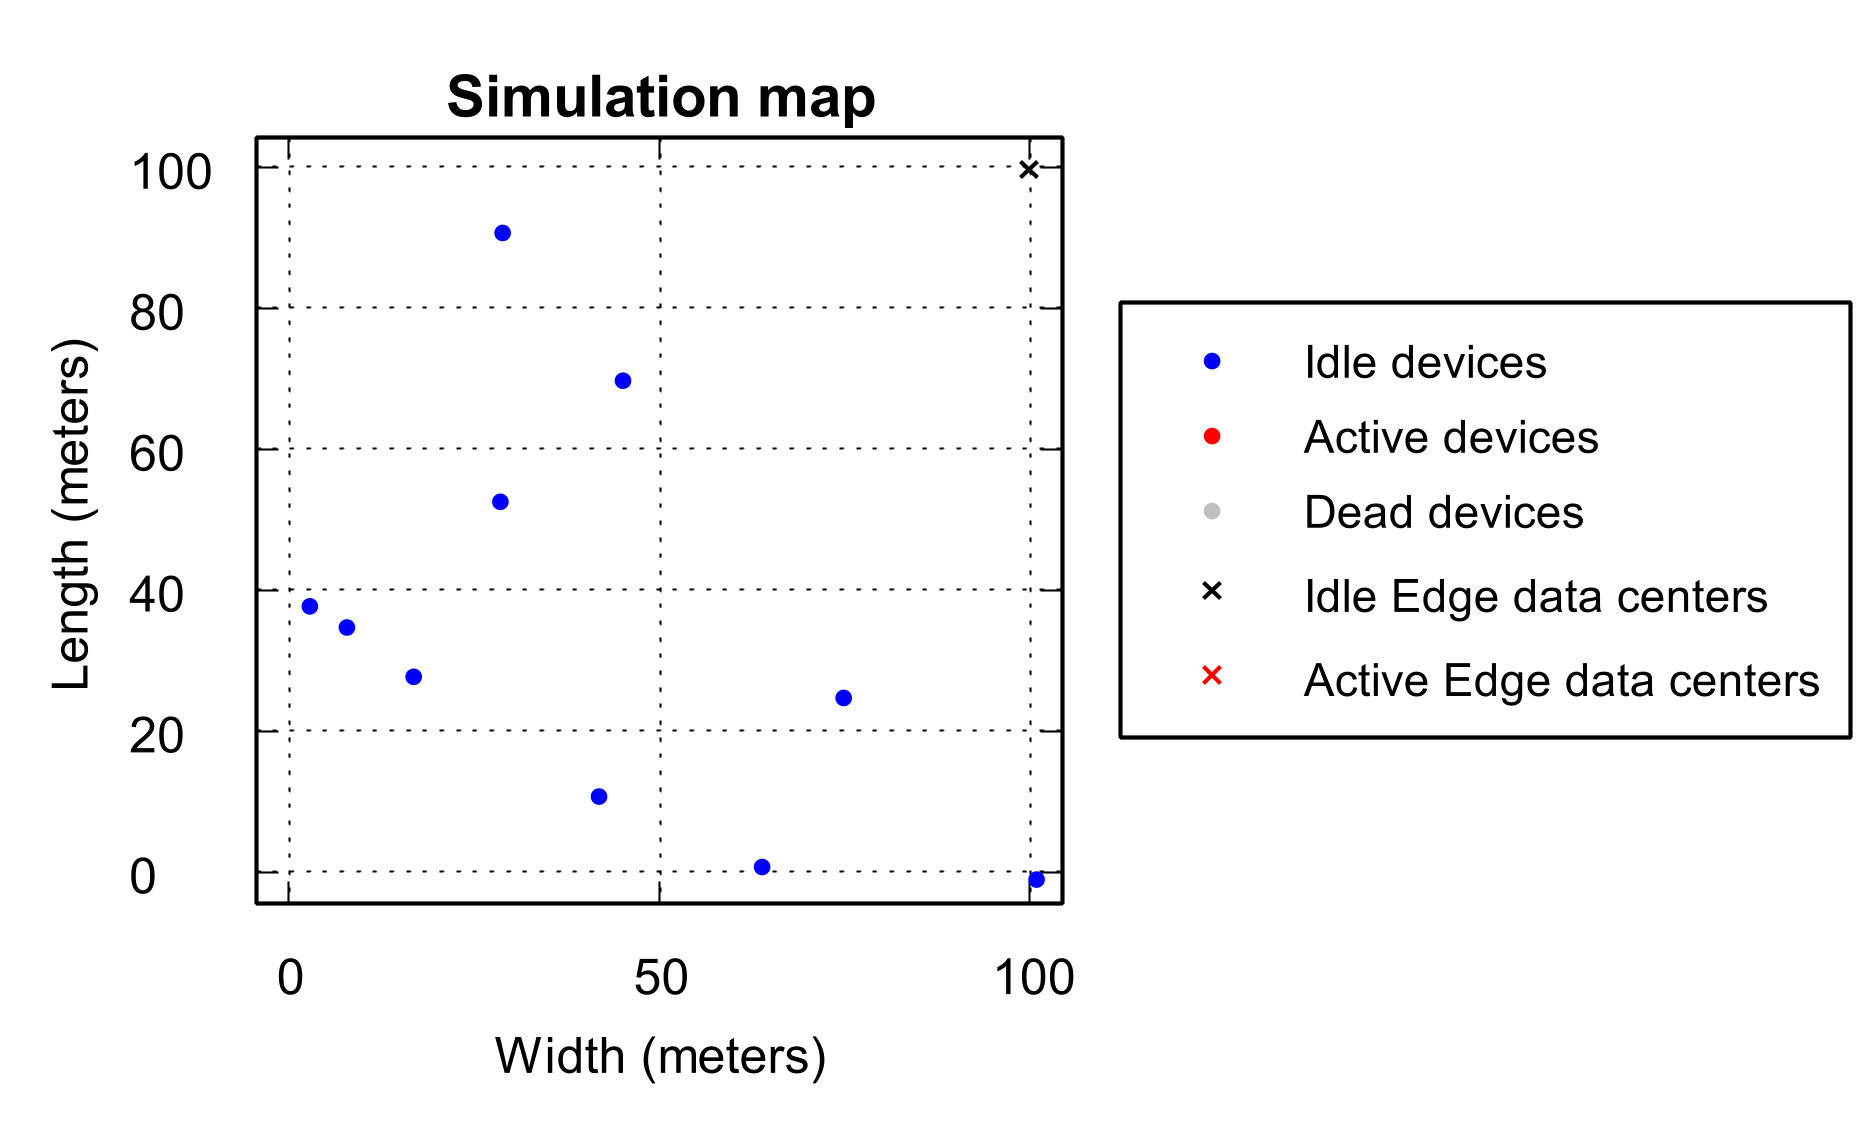 Simulation map
100
80
60
40
20
0
Length (meters)
0 50 100
Width (meters)
Idle devices
Active devices
Dead devices
Idle Edge data centers
Active Edge data centers